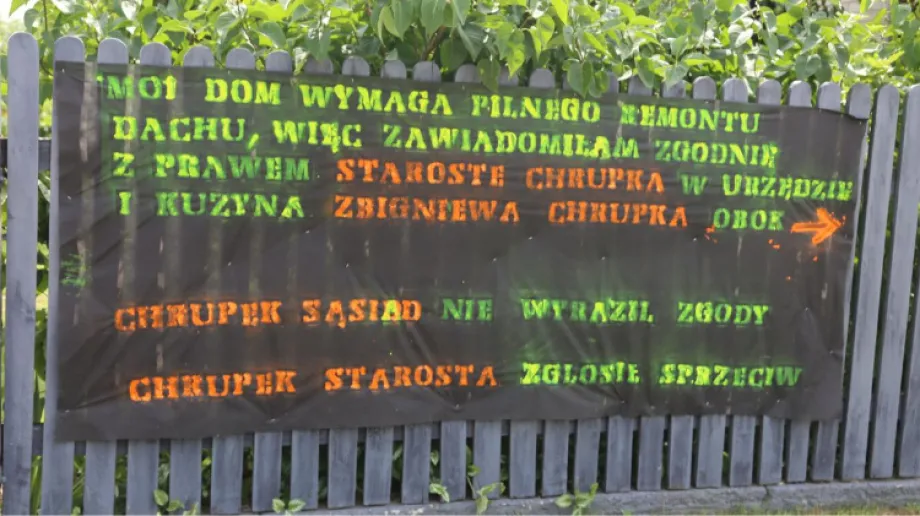 MÓJ DOM WYMAGA PILNEGO REMONTU
DACHU, WIĘC ZAWIADOMIŁAM ZGODNIE
Z PRAWEM STAROSTĘ CHRUPKA W URZĘDZIE
I KUZYNA ZBIGNIEWA CHRUPKA OBOK
CHRUPEK SĄSIAD NIE WYRAZIŁ ZGODY
CHRUPEK STAROSTA ZGŁOSIŁ SPRZECIW